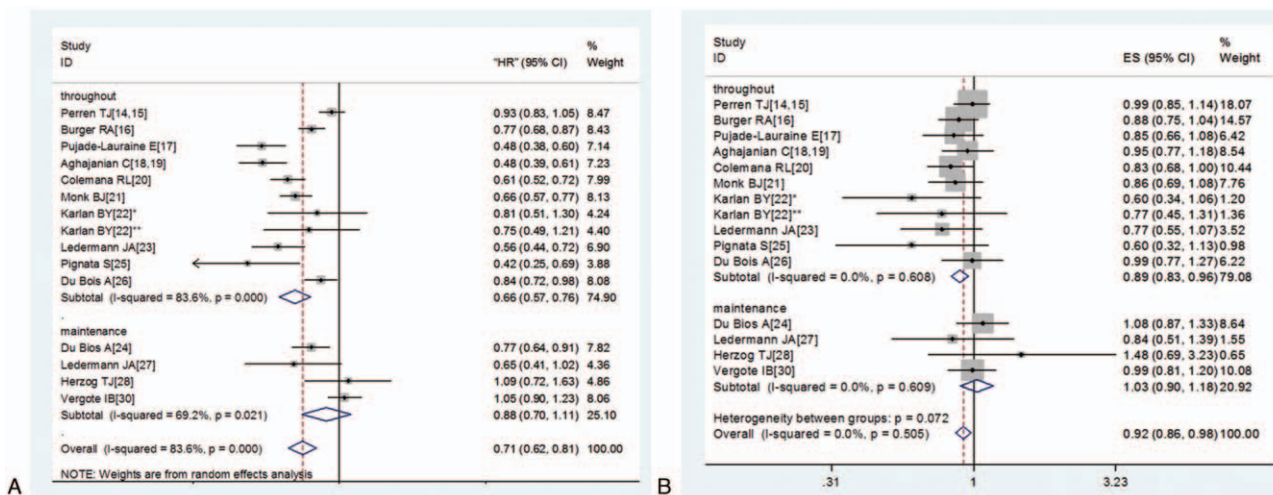 Study %
ID "HR" (95% CI) Weight
throughout
Perren TJ[14,15] 0.93 (0.83, 1.05) 8.47
Burger RA[16] 0.77 (0.68, 0.87) 8.43
Pujade-Lauraine E[17] 0.48 (0.38, 0.60) 7.14
Aghajanian C[18,19] 0.48 (0.39, 0.61) 7.23
Colemana RL[20] 0.61 (0.52, 0.72) 7.99
Monk BJ[21] 0.66 (0.57, 0.77) 8.13
Karlan BY[22]* 0.81 (0.51, 1.30) 4.24
Karlan BY[22]** 0.75 (0.49, 1.21) 4.40
Ledermann JA[23] 0.56 (0.44, 0.72) 6.90
Pignata S[25] 0.42 (0.25, 0.69) 3.88
Du Bois A[26] 0.84 (0.72, 0.98) 8.08
Subtotal (I-squared = 83.6%, p = 0.000) 0.66 (0.57, 0.76) 74.90
.
maintenance
Du Bios A[24] 0.77 (0.64, 0.91) 7.82
Ledermann JA[27] 0.65 (0.41, 1.02) 4.36
Herzog TJ[28] 1.09 (0.72, 1.63) 4.86
Vergote IB[30] 1.05 (0.90, 1.23) 8.06
Subtotal (I-squared = 69.2%, p = 0.021) 0.88 (0.70, 1.11) 25.10
.
Overall (I-squared = 83.6%, p = 0.000) 0.71 (0.62, 0.81) 100.00
NOTE: Weights are from random effects analysis
A
Study %
ID ES (95% CI) Weight
throughout
Perren TJ[14,15] 0.99 (0.85, 1.14) 18.07
Burger RA[16] 0.88 (0.75, 1.04) 14.57
Pujade-Lauraine E[17] 0.85 (0.66, 1.08) 6.42
Aghajanian C[18,19] 0.95 (0.77, 1.18) 8.54
Colemana RL[20] 0.83 (0.68, 1.00) 10.44
Monk BJ[21] 0.86 (0.69, 1.08) 7.76
Karlan BY[22]* 0.60 (0.34, 1.06) 1.20
Karlan BY[22]** 0.77 (0.45, 1.31) 1.36
Ledermann JA[23] 0.77 (0.55, 1.07) 3.52
Pignata S[25] 0.60 (0.32, 1.13) 0.98
Du Bois A[26] 0.99 (0.77, 1.27) 6.22
Subtotal (I-squared = 0.0%, p = 0.608) 0.89 (0.83, 0.96) 79.08
.
maintenance
Du Bios A[24] 1.08 (0.87, 1.33) 8.64
Ledermann JA[27] 0.84 (0.51, 1.39) 1.55
Herzog TJ[28] 1.48 (0.69, 3.23) 0.65
Vergote IB[30] 0.99 (0.81, 1.20) 10.08
Subtotal (I-squared = 0.0%, p = 0.609) 1.03 (0.90, 1.18) 20.92
.
Heterogeneity between groups: p = 0.072
Overall (I-squared = 0.0%, p = 0.505) 0.92 (0.86, 0.98) 100.00
.31 1 3.23
B